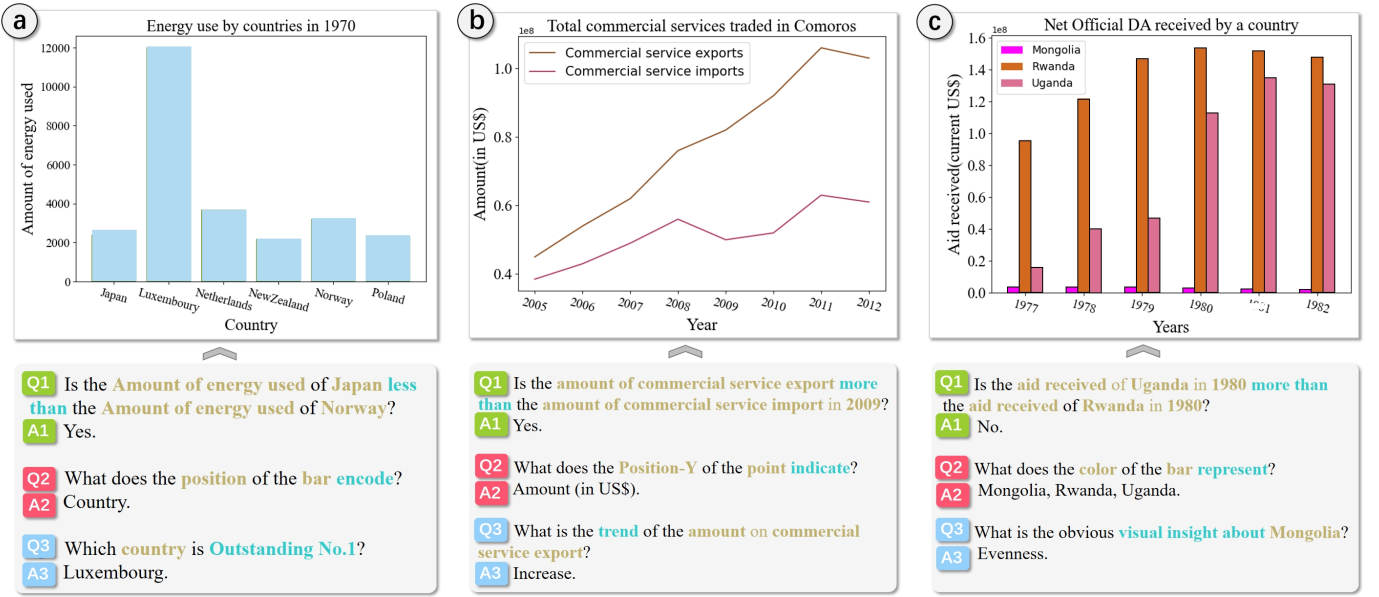 a
Energy use by countries in 1970
Amount of energy used
12000
10000
8000
6000
4000
2000
0
Japan
Luxembourg
Netherlands
NewZealand
Norway
Poland
Country
Q1 Is the Amount of energy used of Japan less
than the Amount of energy used of Norway?
A1 Yes.
Q2 What does the position of the bar encode?
A2 Country.
Q3 Which country is Outstanding No.1?
A3 Luxembourg.
b
Total commercial services traded in Comoros
1e8
Commercial service exports
Commercial service imports
Amount(in US$)
1.0
0.8
0.6
0.4
2005
2006
2007
2008
2009
2010
2011
2012
Year
Q1 Is the amount of commercial service export more
than the amount of commercial service import in 2009?
A1 Yes.
Q2 What does the Position-Y of the point indicate?
A2 Amount (in US$).
Q3 What is the trend of the amount on commercial
service export?
A3 Increase.
c
Net Official DA received by a country
1e8
Mongolia
Rwanda
Uganda
Aid received(current US$)
1.6
1.4
1.2
1.0
0.8
0.6
0.4
0.2
0.0
1977
1978
1979
1980
1982
Years
Q1 Is the aid received of Uganda in 1980 more than
the aid received of Rwanda in 1980?
A1 No.
Q2 What does the color of the bar represent?
A2 Mongolia, Rwanda, Uganda.
Q3 What is the obvious visual insight about Mongolia?
A3 Evenness.